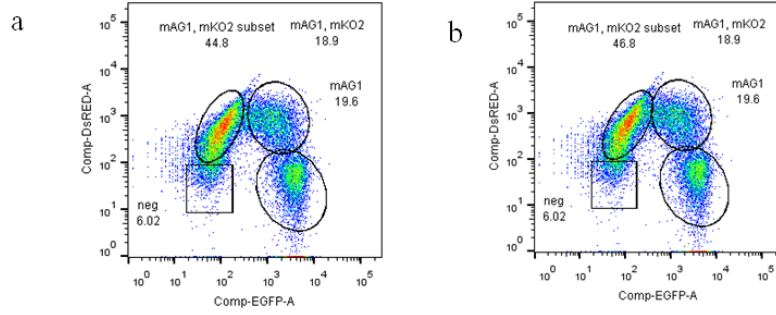 a
mAG1, mKO2 subset
44.8
mAG1, mKO2
18.9
mAG1
19.6
neg
6.02
Comp-DsRED-A
10^5
10^4
10^3
10^2
10^1
10^0
10^0 10^1 10^2 10^3 10^4 10^5
Comp-EGFP-A
b
mAG1, mKO2 subset
46.8
mAG1, mKO2
18.9
mAG1
19.6
neg
6.02
Comp-DsRED-A
10^5
10^4
10^3
10^2
10^1
10^0
10^0 10^1 10^2 10^3 10^4 10^5
Comp-EGFP-A